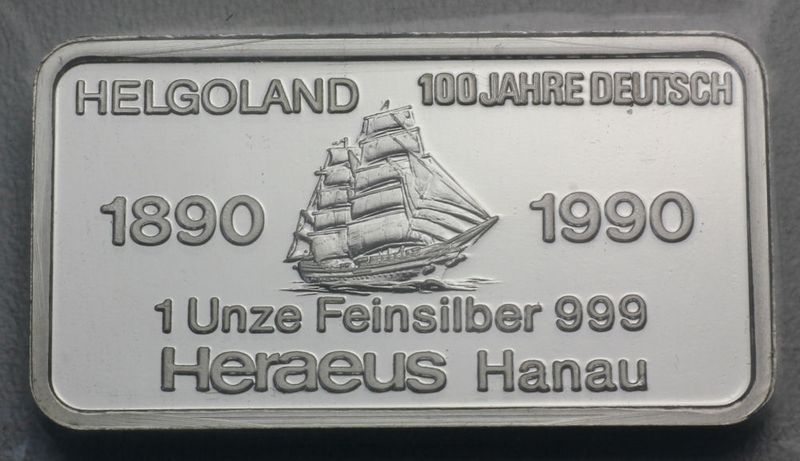 HELGOLAND 100 JAHRE DEUTSCH
1890 1990
1 Unze Feinsilber 999
Heraeus Hanau